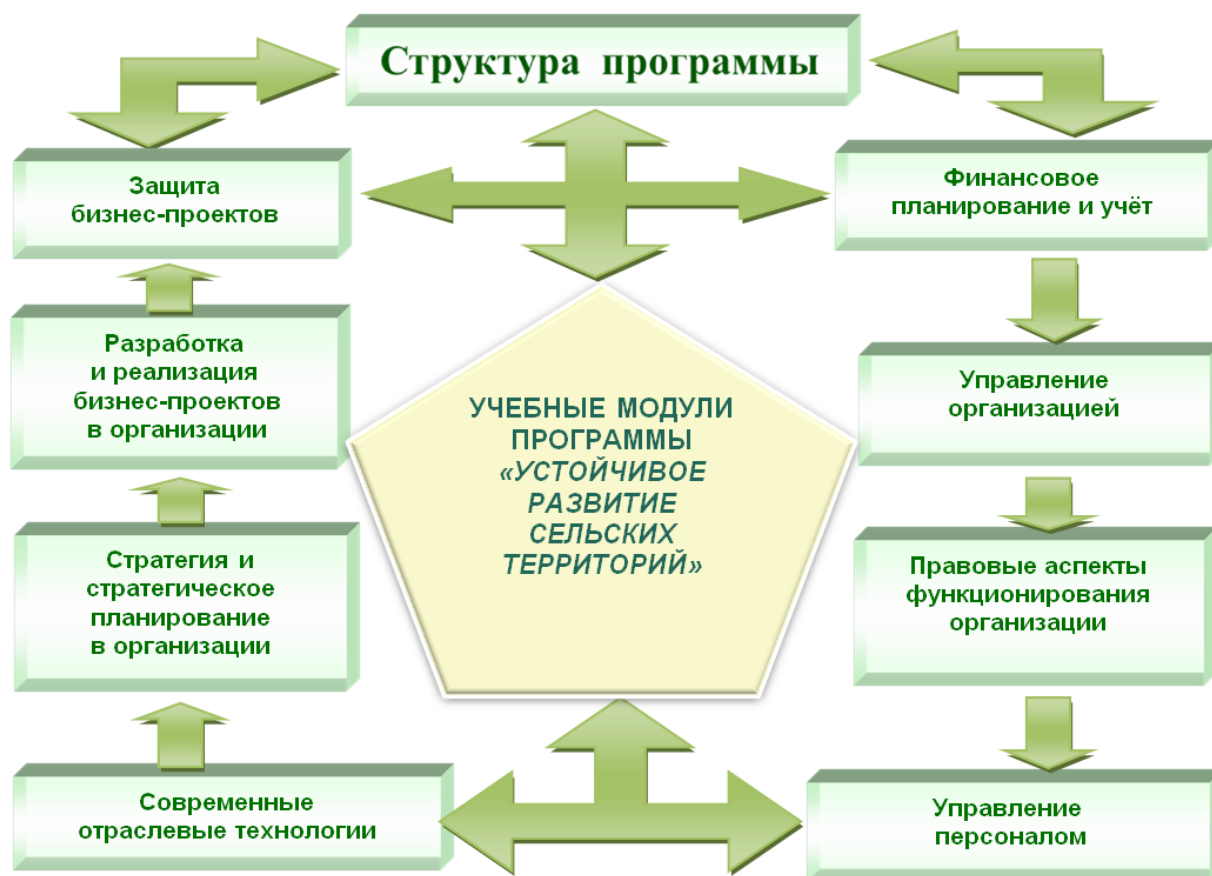 Структура программы
Защита
бизнес-проектов
Финансовое
планирование и учёт
Разработка
и реализация
бизнес-проектов
в организации
Управление
организацией
УЧЕБНЫЕ МОДУЛИ
ПРОГРАММЫ
«УСТОЙЧИВОЕ
РАЗВИТИЕ
СЕЛЬСКИХ
ТЕРРИТОРИЙ»
Стратегия и
стратегическое
планирование
в организации
Правовые аспекты
функционирования
организации
Современные
отраслевые технологии
Управление
персоналом